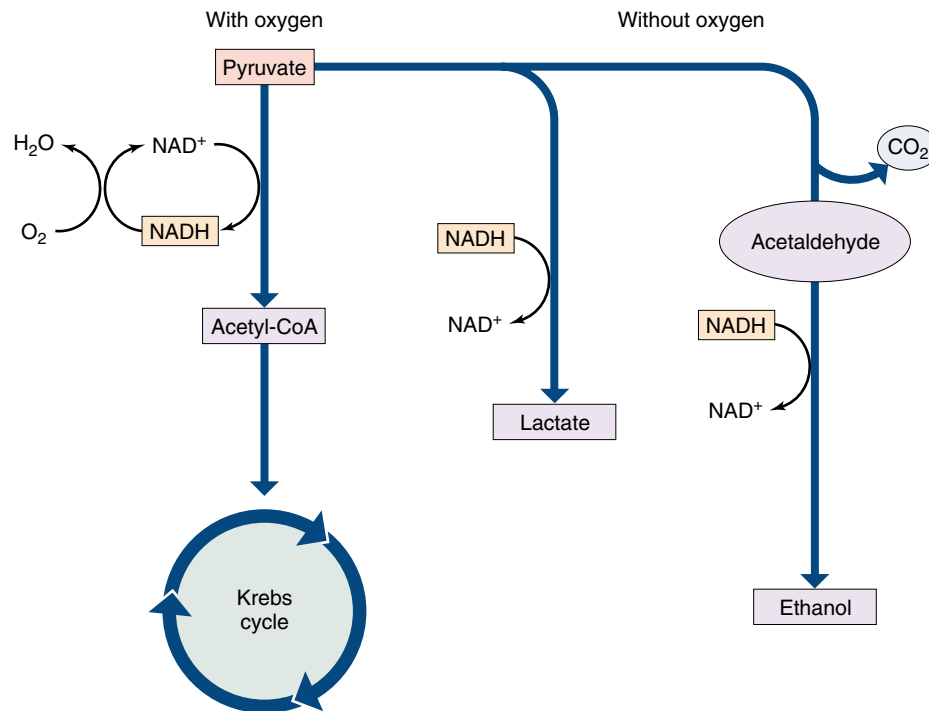 With oxygen
Without oxygen
Pyruvate
H₂O
NAD⁺
O₂
NADH
CO₂
Acetaldehyde
NADH
NAD⁺
Acetyl-CoA
NADH
NAD⁺
Lactate
Krebs
cycle
Ethanol